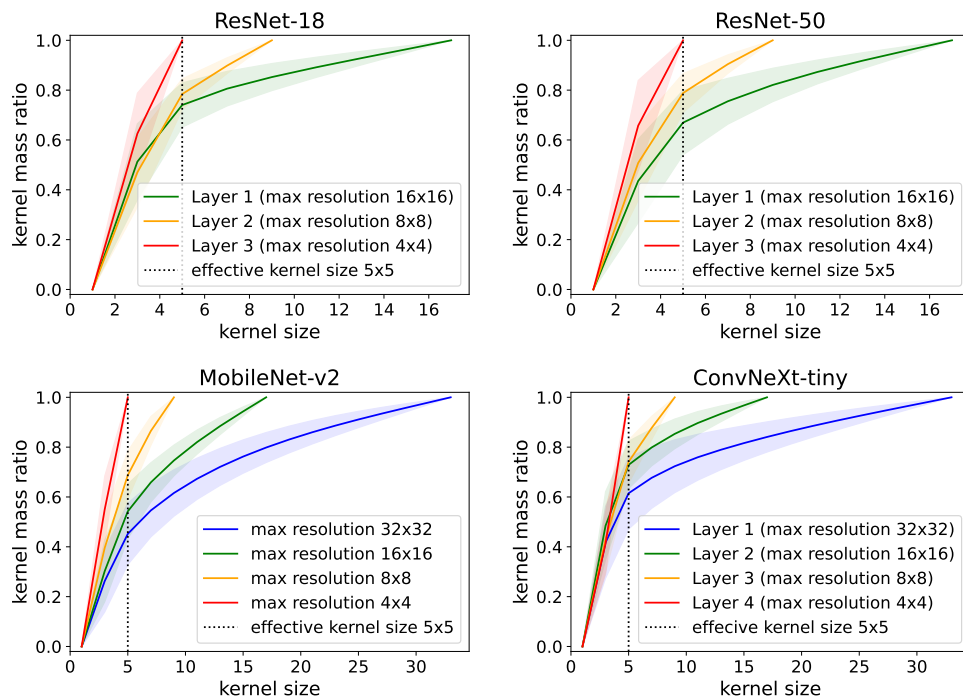 ResNet-18
kernel mass ratio
1.0
0.8
0.6
0.4
0.2
0.0
Layer 1 (max resolution 16x16)
Layer 2 (max resolution 8x8)
Layer 3 (max resolution 4x4)
effective kernel size 5x5
0 2 4 6 8 10 12 14 16
kernel size
ResNet-50
kernel mass ratio
1.0
0.8
0.6
0.4
0.2
0.0
Layer 1 (max resolution 16x16)
Layer 2 (max resolution 8x8)
Layer 3 (max resolution 4x4)
effective kernel size 5x5
0 2 4 6 8 10 12 14 16
kernel size
MobileNet-v2
kernel mass ratio
1.0
0.8
0.6
0.4
0.2
0.0
max resolution 32x32
max resolution 16x16
max resolution 8x8
max resolution 4x4
effecive kernel size 5x5
0 5 10 15 20 25 30
kernel size
ConvNeXt-tiny
kernel mass ratio
1.0
0.8
0.6
0.4
0.2
0.0
Layer 1 (max resolution 32x32)
Layer 2 (max resolution 16x16)
Layer 3 (max resolution 8x8)
Layer 4 (max resolution 4x4)
effective kernel size 5x5
0 5 10 15 20 25 30
kernel size